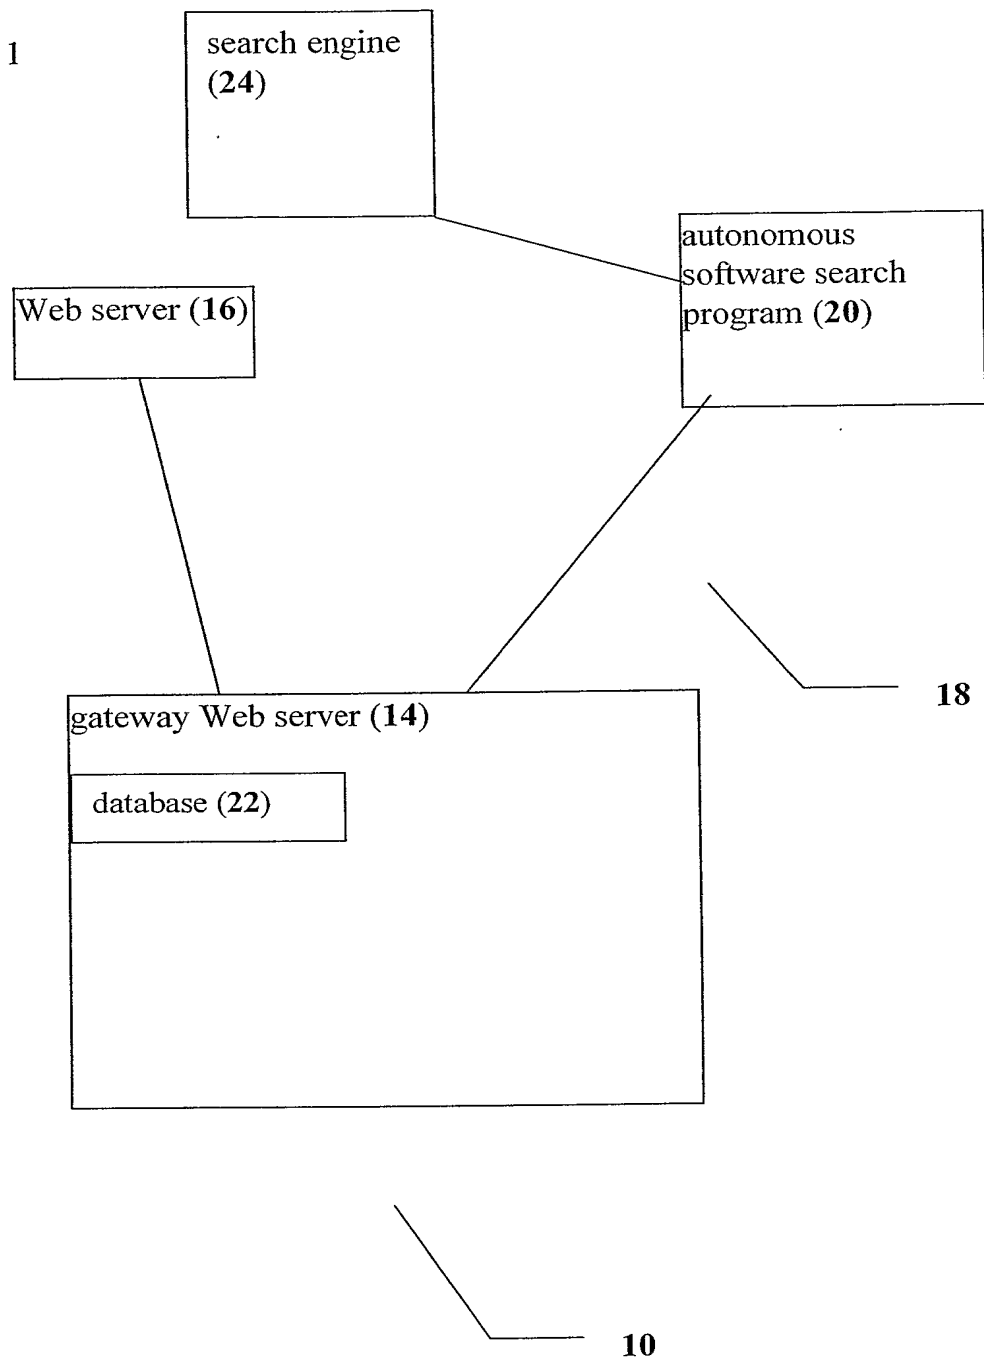 1
search engine
(24)
autonomous
software search
program (20)
Web server (16)
18
gateway Web server (14)
database (22)
10